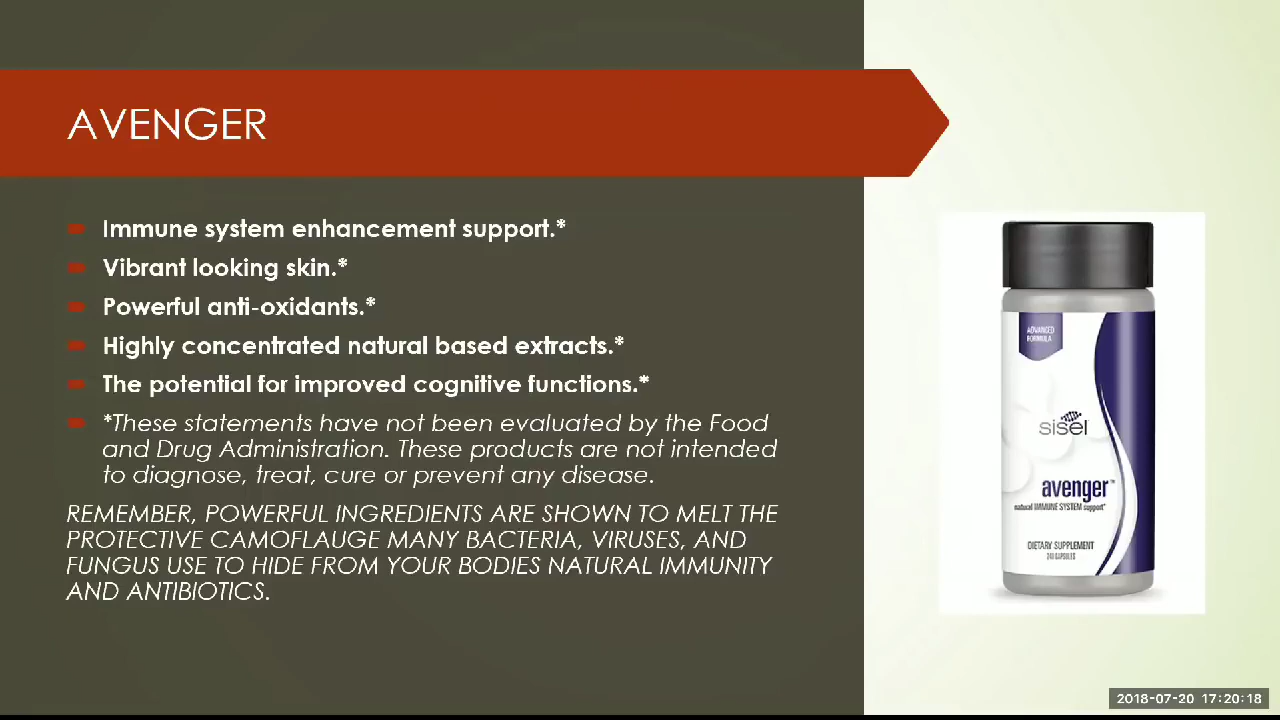 AVENGER
Immune system enhancement support.*
Vibrant looking skin.*
Powerful anti-oxidants.*
Highly concentrated natural based extracts.*
The potential for improved cognitive functions.*
*These statements have not been evaluated by the Food
and Drug Administration. These products are not intended
to diagnose, treat, cure or prevent any disease.
REMEMBER, POWERFUL INGREDIENTS ARE SHOWN TO MELT THE
PROTECTIVE CAMOFLAUGE MANY BACTERIA, VIRUSES, AND
FUNGUS USE TO HIDE FROM YOUR BODIES NATURAL IMMUNITY
AND ANTIBIOTICS.
ADVANCED
FORMULA
sisel
avenger™
natural IMMUNE SYSTEM support*
DIETARY SUPPLEMENT
CAPSULES
2018-07-20 17:20:18